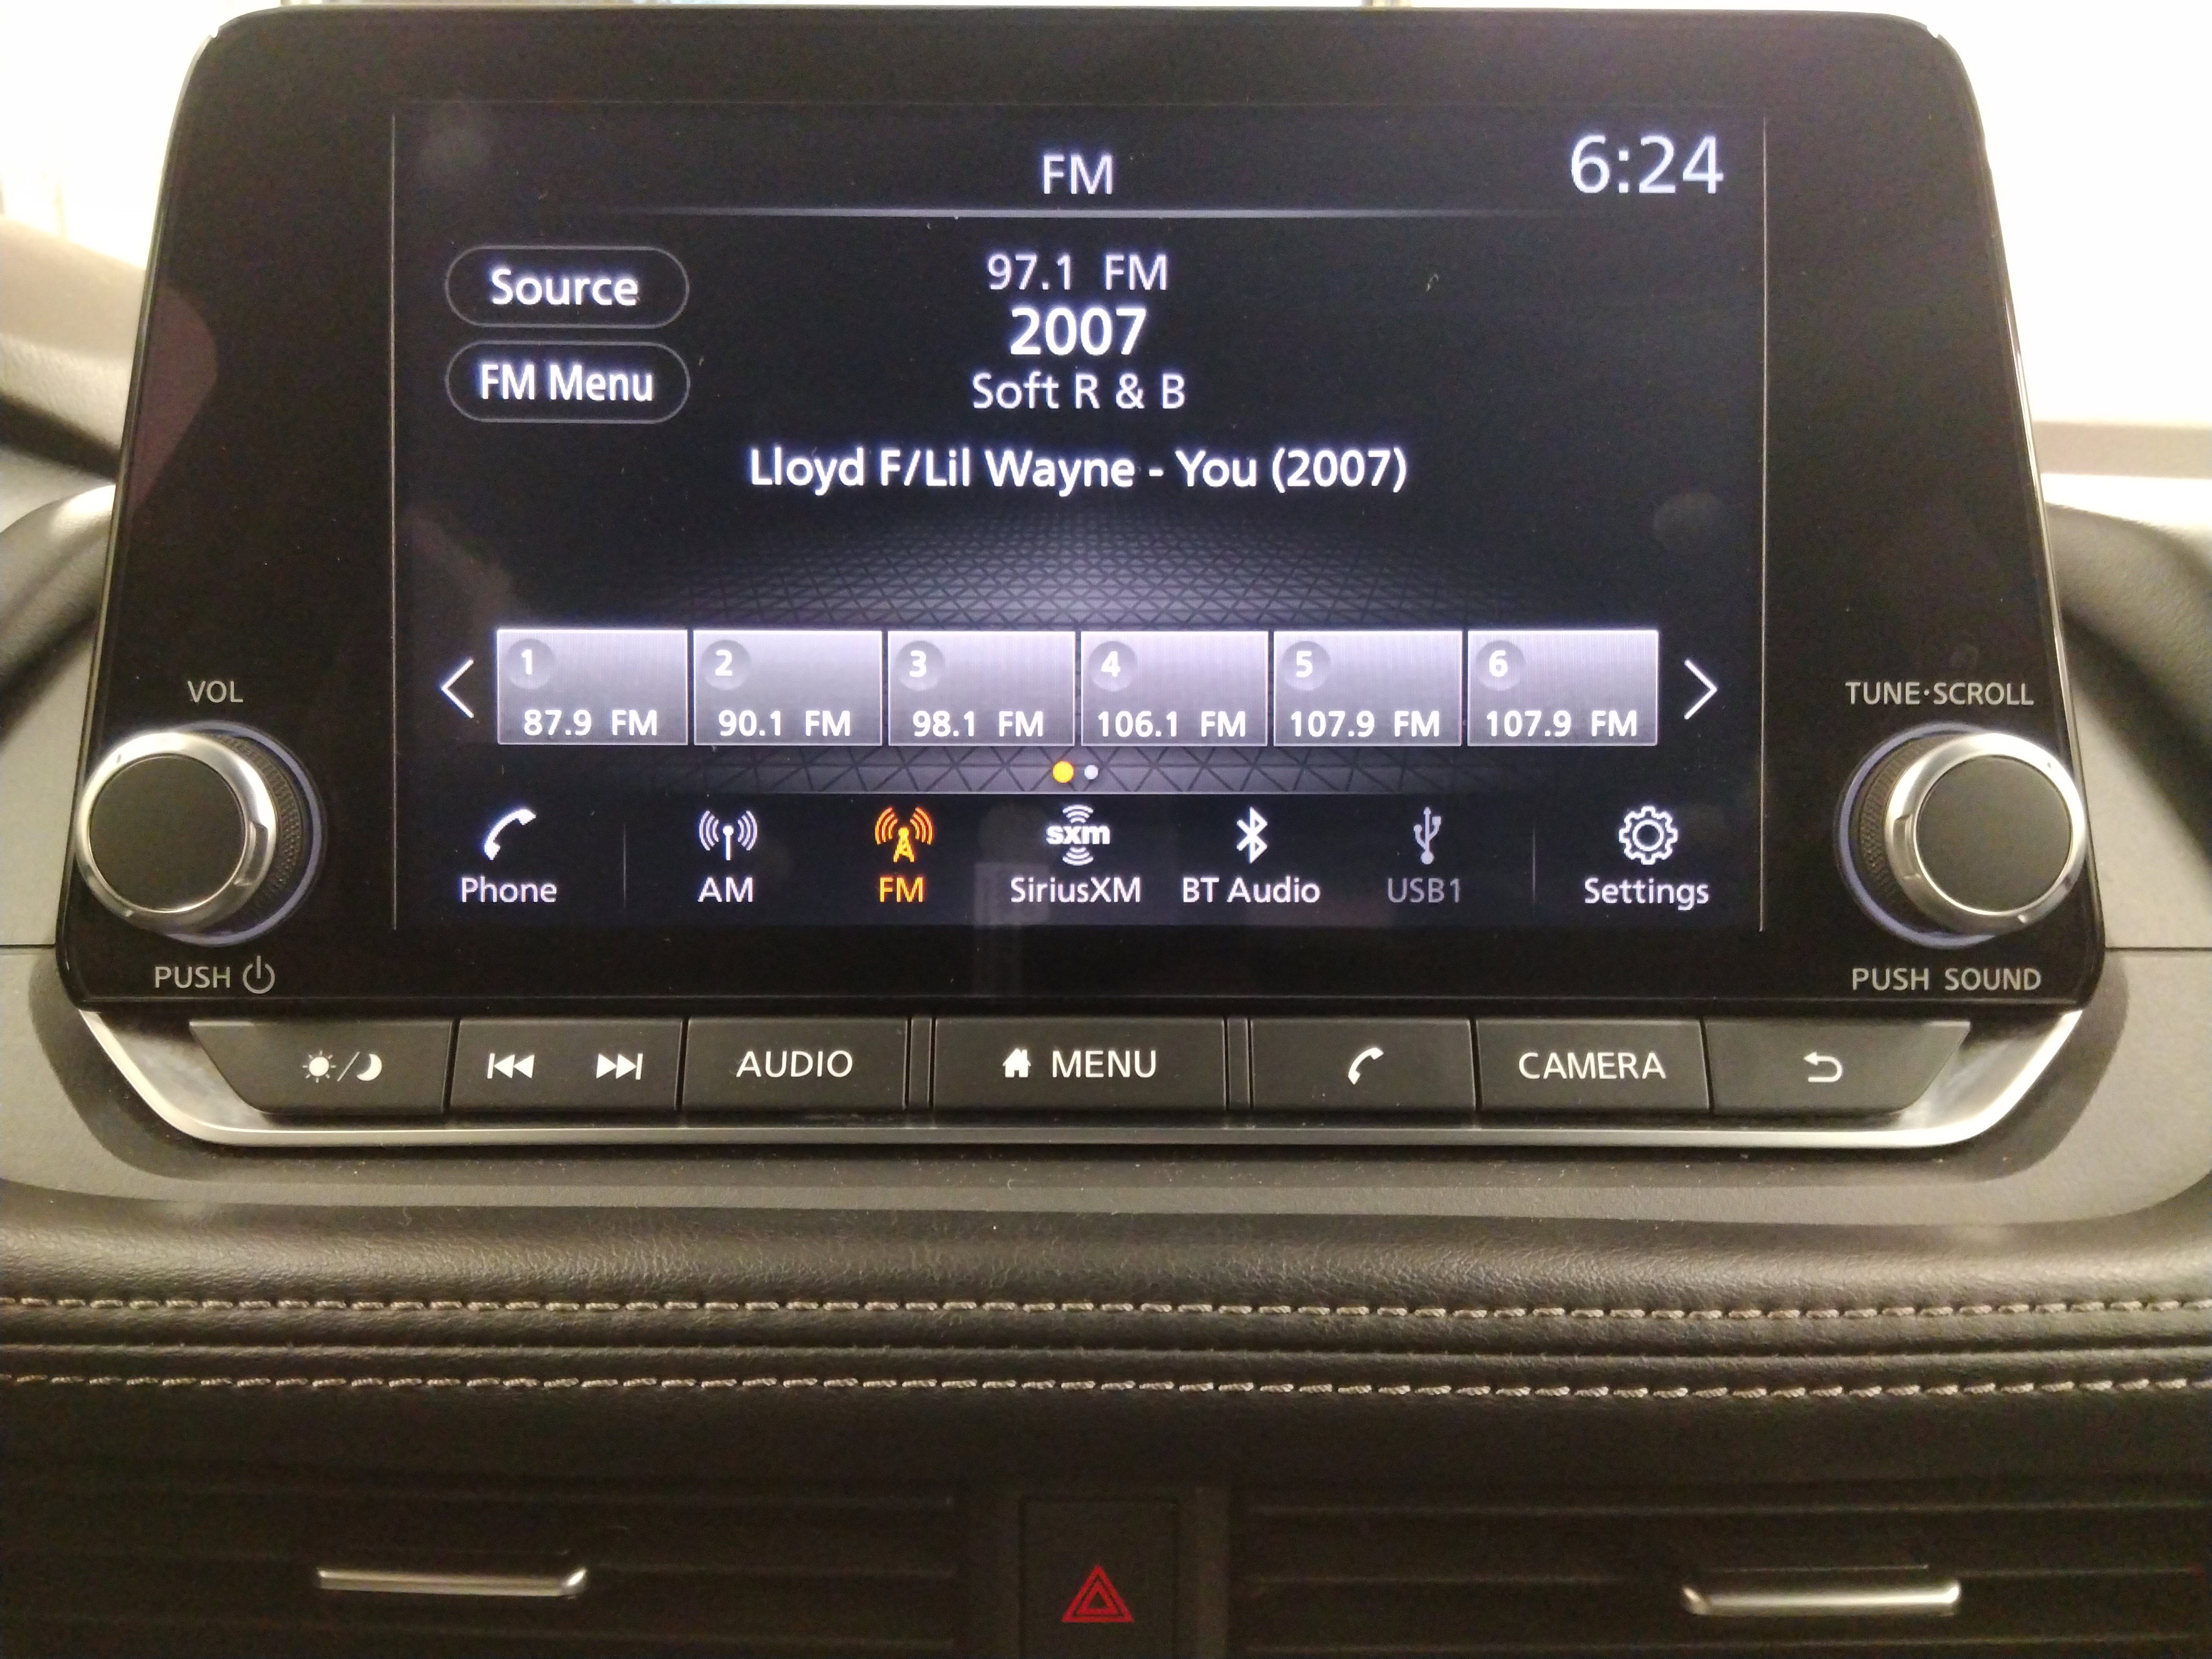 FM
6:24
Source
97.1 FM
2007
FM Menu
Soft R & B
Lloyd F/Lil Wayne - You (2007)
1
2
3
4
5
6
87.9 FM
90.1 FM
98.1 FM
106.1 FM
107.9 FM
107.9 FM
VOL
TUNE·SCROLL
sxm
Phone
AM
FM
SiriusXM
BT Audio
USB1
Settings
PUSH
PUSH SOUND
AUDIO
MENU
CAMERA